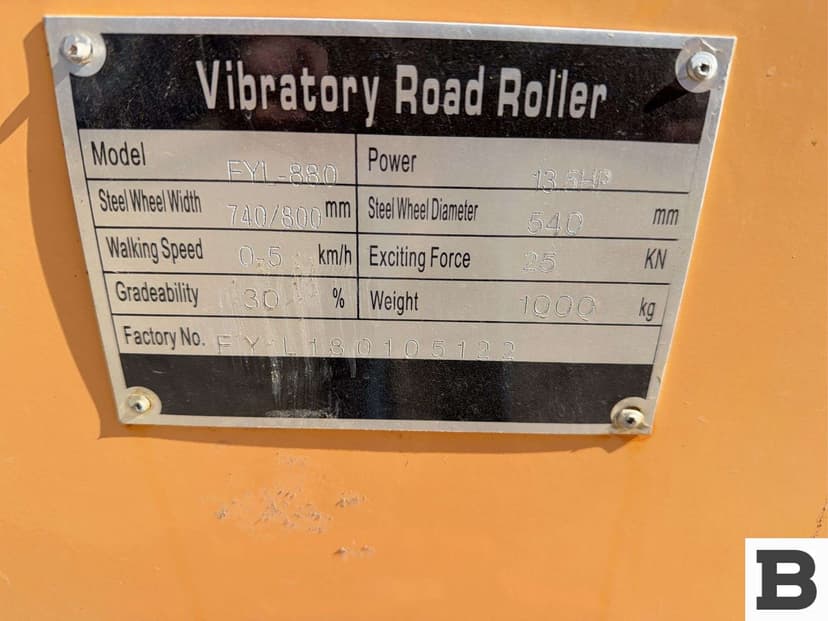 Vibratory Road Roller
Model FYL-880 Power 13.5HP
Steel Wheel Width 740/800 mm Steel Wheel Diameter 540 mm
Walking Speed 0-5 km/h Exciting Force 25 KN
Gradeability 30 % Weight 1000 kg
Factory No. FYL180105122
B